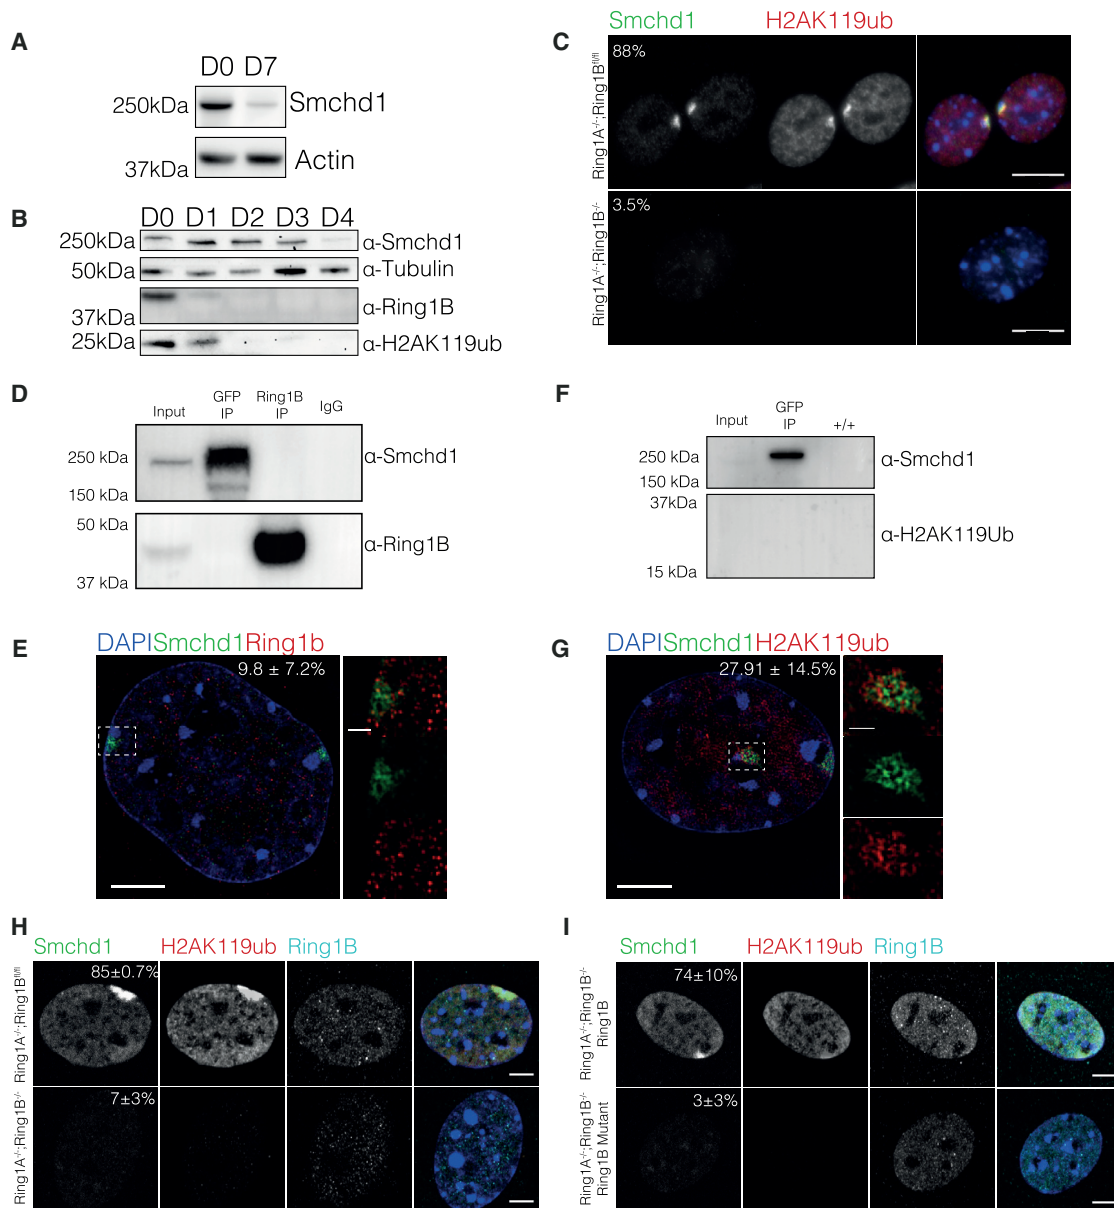 A
D0 D7
250kDa
Smchd1
37kDa
Actin
B
D0 D1 D2 D3 D4
250kDa
α-Smchd1
50kDa
α-Tubulin
37kDa
α-Ring1B
25kDa
α-H2AK119ub
C
Smchd1 H2AK119ub
Ring1A-/-;Ring1Bfl/fl
88%
Ring1A-/-;Ring1B-/-
3.5%
D
Input GFP IP Ring1B IP IgG
250 kDa
α-Smchd1
150 kDa
50 kDa
α-Ring1B
37 kDa
F
Input GFP IP +/+
250 kDa
α-Smchd1
150 kDa
37kDa
α-H2AK119Ub
15 kDa
E
DAPISmchd1Ring1b
9.8 ± 7.2%
G
DAPISmchd1H2AK119ub
27.91 ± 14.5%
H
Smchd1 H2AK119ub Ring1B
Ring1A-/-;Ring1Bfl/fl
85±0.7%
Ring1A-/-;Ring1B-/-
7±3%
I
Smchd1 H2AK119ub Ring1B
Ring1A-/-;Ring1B-/-
Ring1B
74±10%
Ring1A-/-;Ring1B-/-
Ring1B Mutant
3±3%